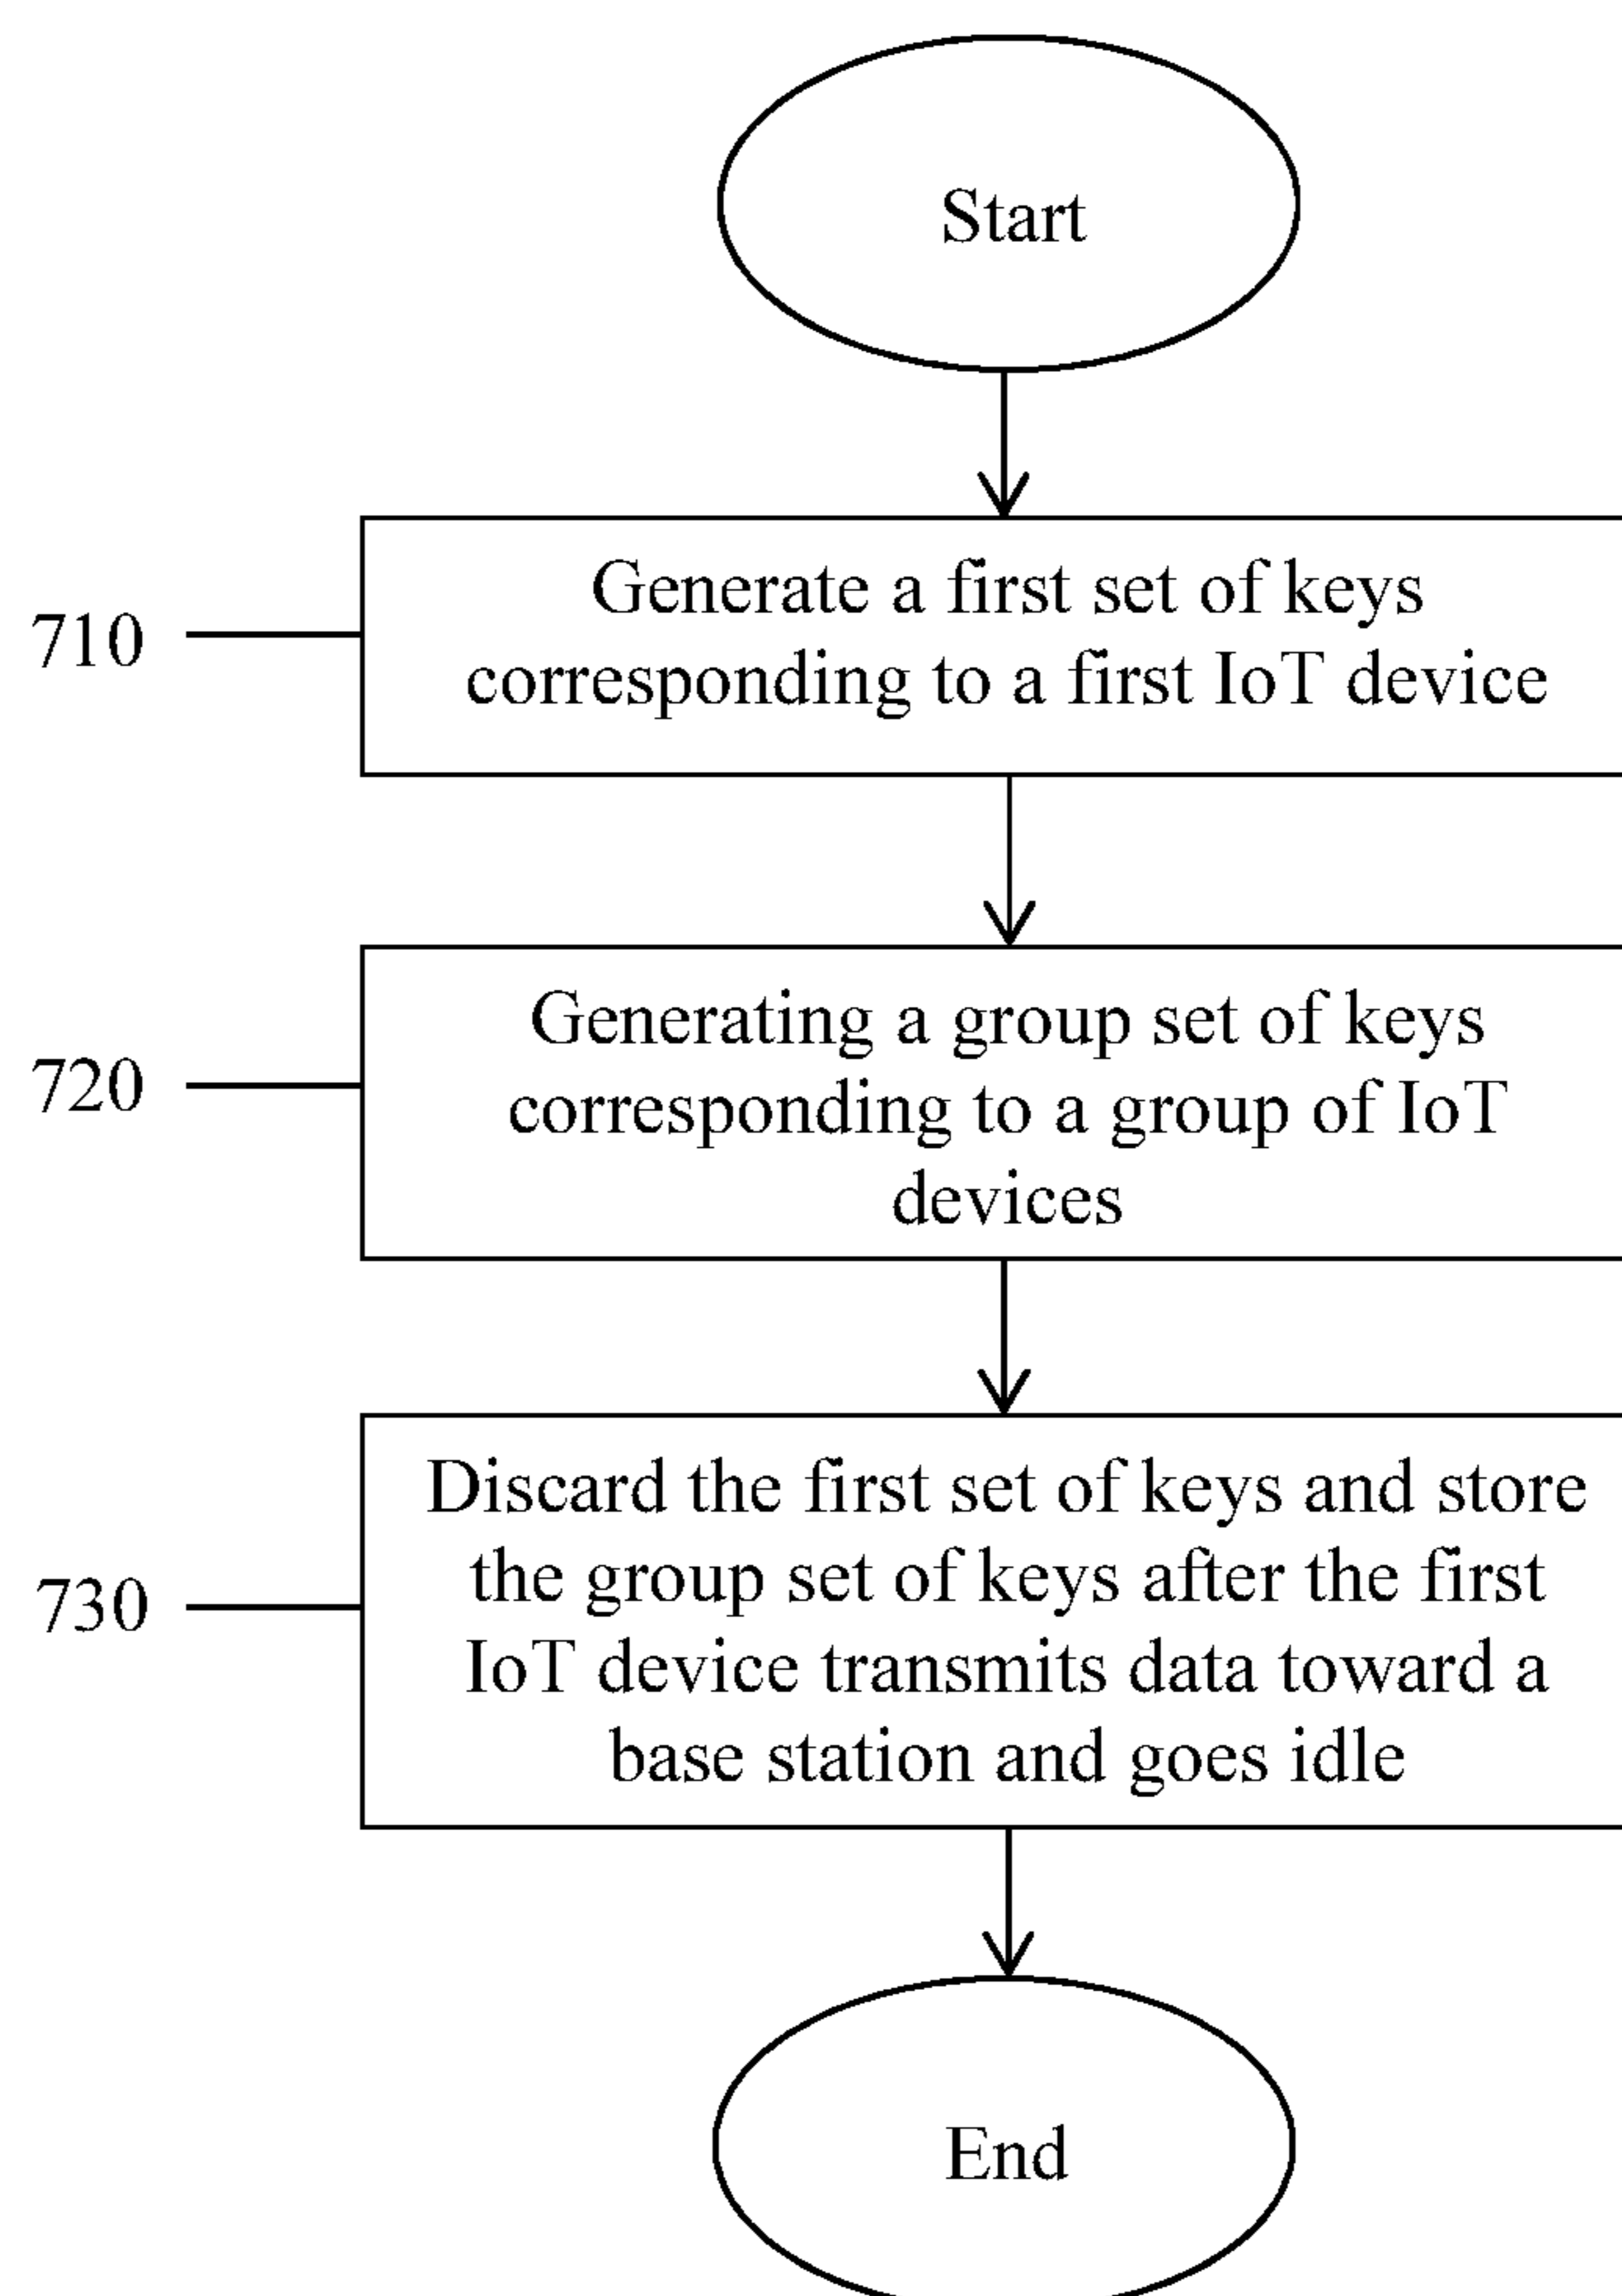 Start
710
Generate a first set of keys
corresponding to a first IoT device
720
Generating a group set of keys
corresponding to a group of IoT
devices
730
Discard the first set of keys and store
the group set of keys after the first
IoT device transmits data toward a
base station and goes idle
End